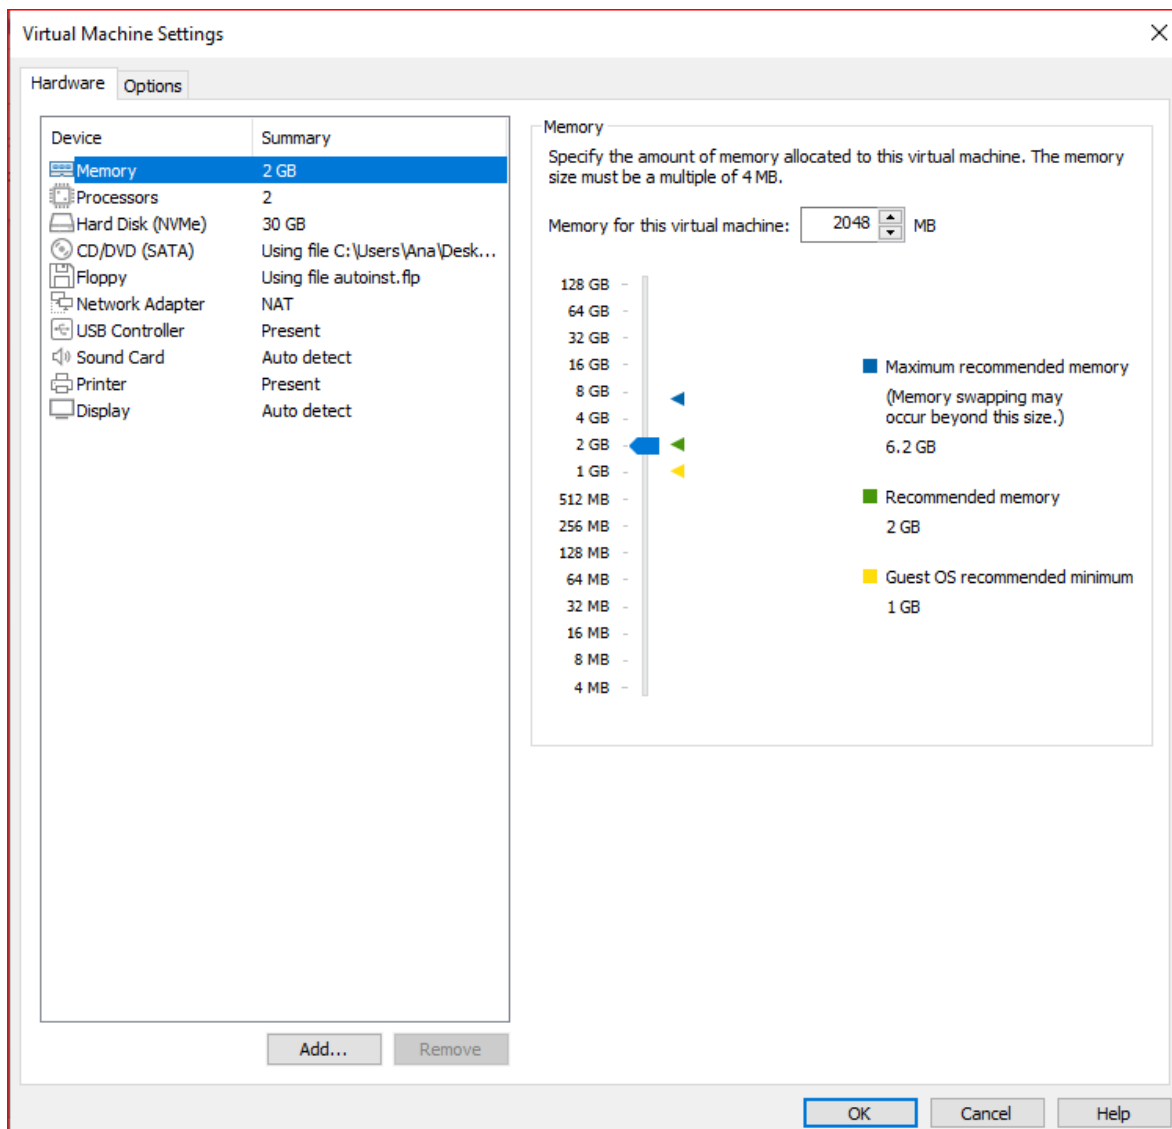 Virtual Machine Settings
Hardware Options
Device Summary
Memory 2 GB
Processors 2
Hard Disk (NVMe) 30 GB
CD/DVD (SATA) Using file C:\Users\Ana\Desk...
Floppy Using file autoinst.flp
Network Adapter NAT
USB Controller Present
Sound Card Auto detect
Printer Present
Display Auto detect
Add... Remove
Memory
Specify the amount of memory allocated to this virtual machine. The memory
size must be a multiple of 4 MB.
Memory for this virtual machine: 2048 MB
128 GB
64 GB
32 GB
16 GB
8 GB
4 GB
2 GB
1 GB
512 MB
256 MB
128 MB
64 MB
32 MB
16 MB
8 MB
4 MB
Maximum recommended memory
(Memory swapping may
occur beyond this size.)
6.2 GB
Recommended memory
2 GB
Guest OS recommended minimum
1 GB
OK Cancel Help